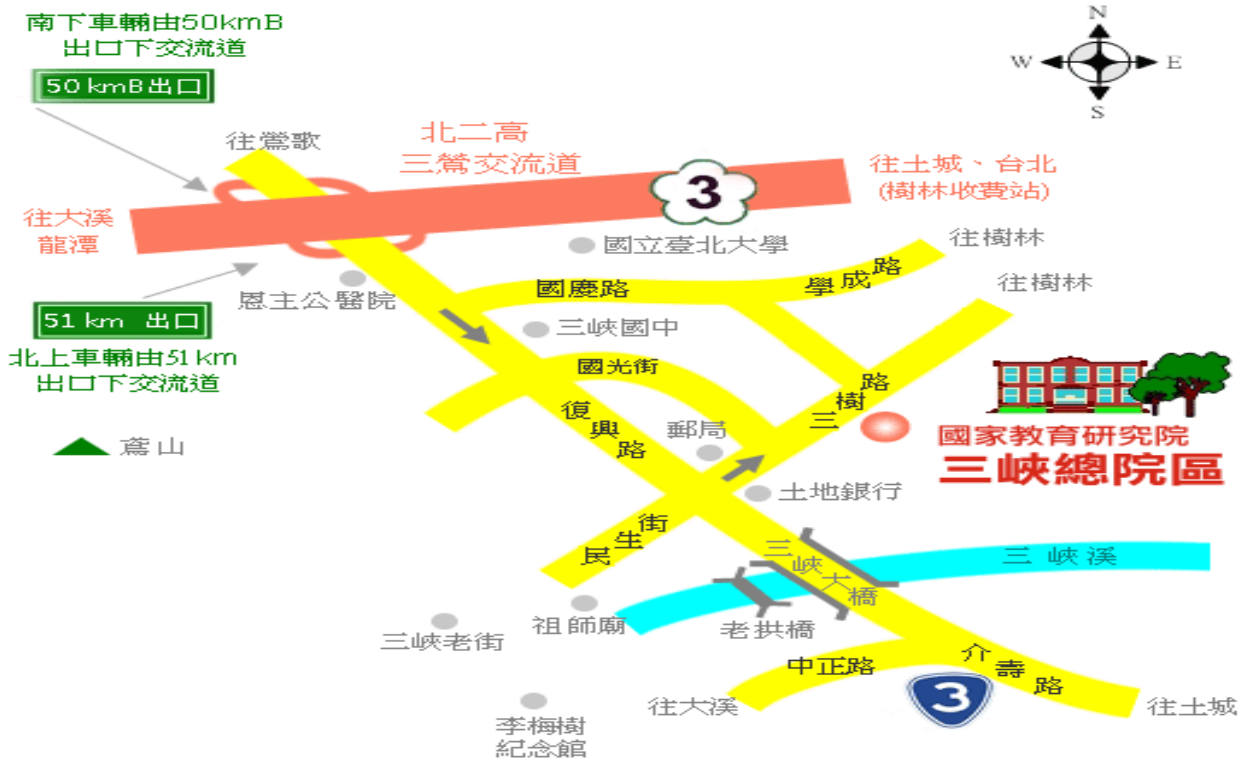 南下車輛由50kmB
出口下交流道
50 kmB出口
N
W
E
S
往鶯歌
北二高
三鶯交流道
3
往土城、台北
(樹林收費站)
往大溪
龍潭
國立臺北大學
往樹林
恩主公醫院
國慶路
學成路
往樹林
51 km 出口
三峽國中
北上車輛由51km
出口下交流道
國光街
復興路
三樹路
郵局
鳶山
國家教育研究院
三峽總院區
土地銀行
民生街
三峽大橋
三峽溪
祖師廟
老拱橋
三峽老街
中正路
介壽路
3
往大溪
往土城
李梅樹
紀念館